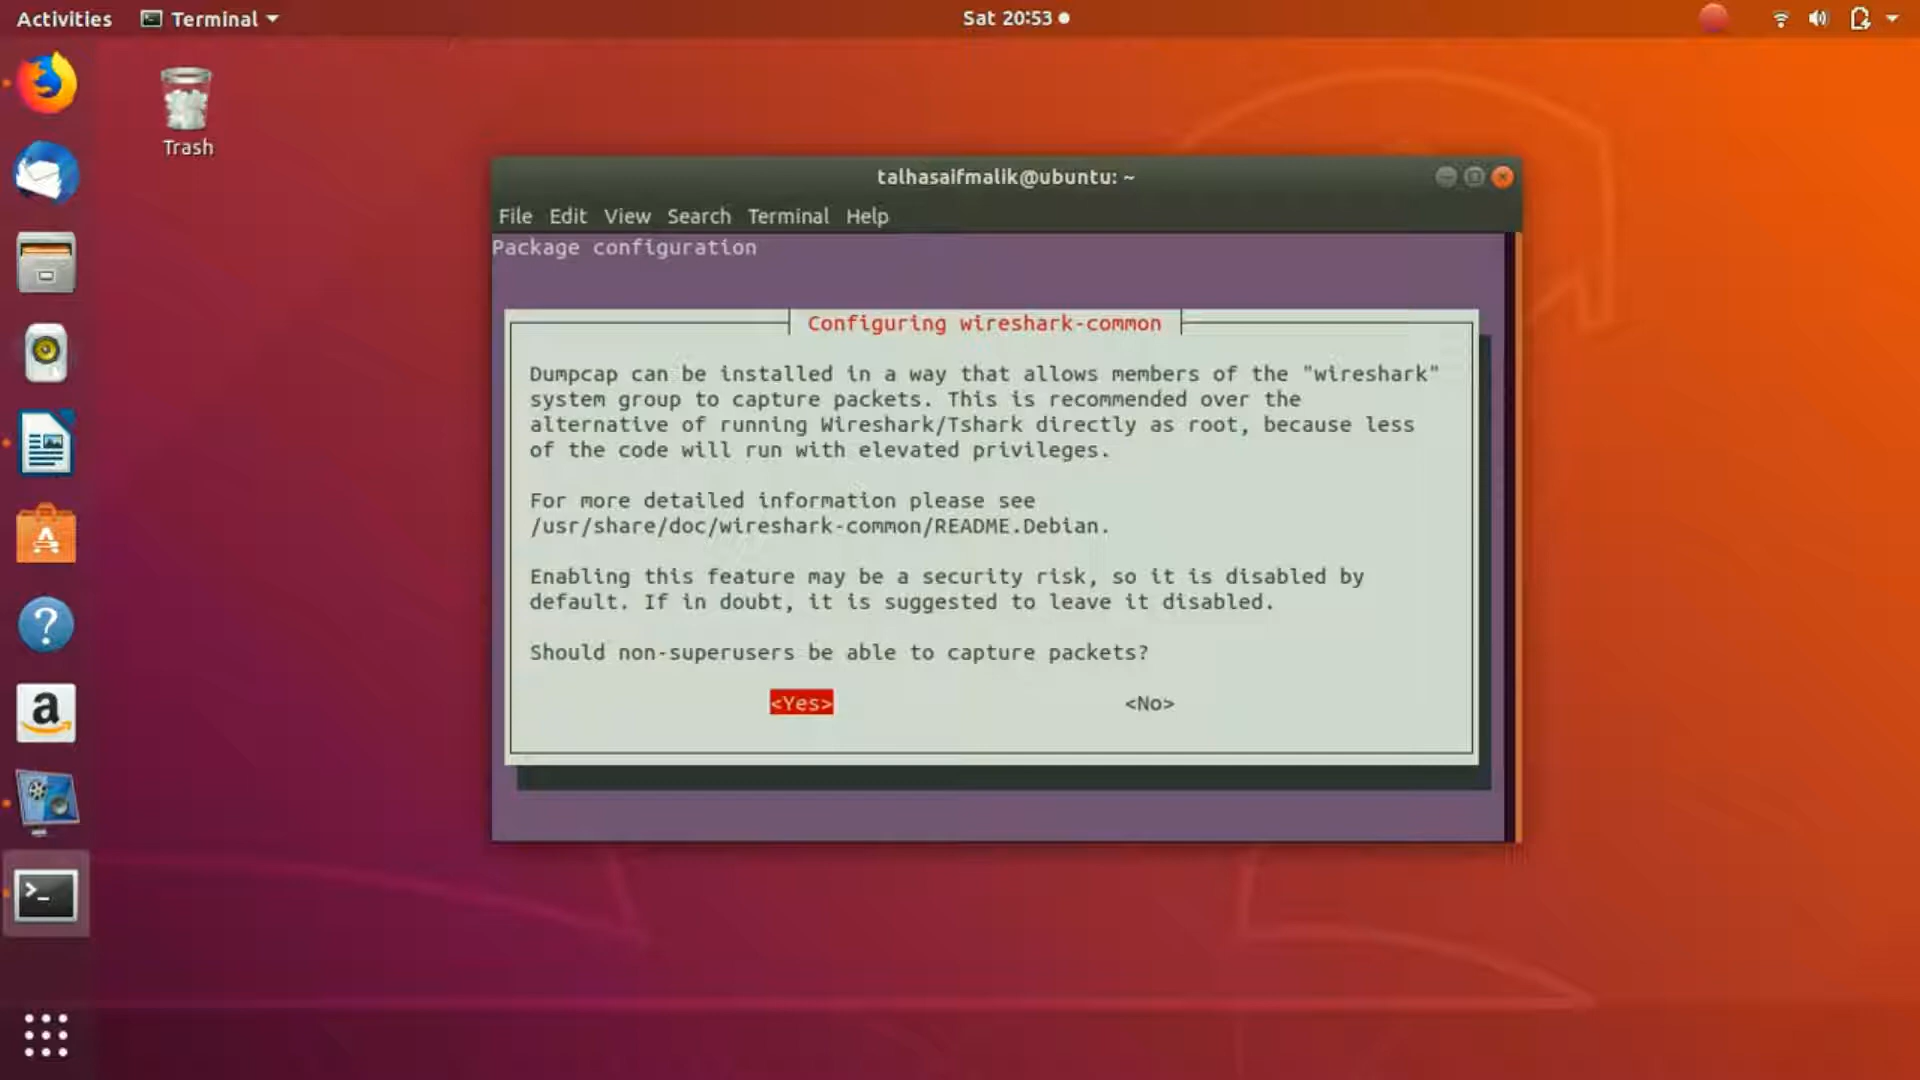 Activities
Terminal
Sat 20:53
Trash
talhasaifmalik@ubuntu: ~
File Edit View Search Terminal Help
Package configuration
Configuring wireshark-common
Dumpcap can be installed in a way that allows members of the "wireshark"
system group to capture packets. This is recommended over the
alternative of running Wireshark/Tshark directly as root, because less
of the code will run with elevated privileges.
For more detailed information please see
/usr/share/doc/wireshark-common/README.Debian.
Enabling this feature may be a security risk, so it is disabled by
default. If in doubt, it is suggested to leave it disabled.
Should non-superusers be able to capture packets?
<Yes> <No>